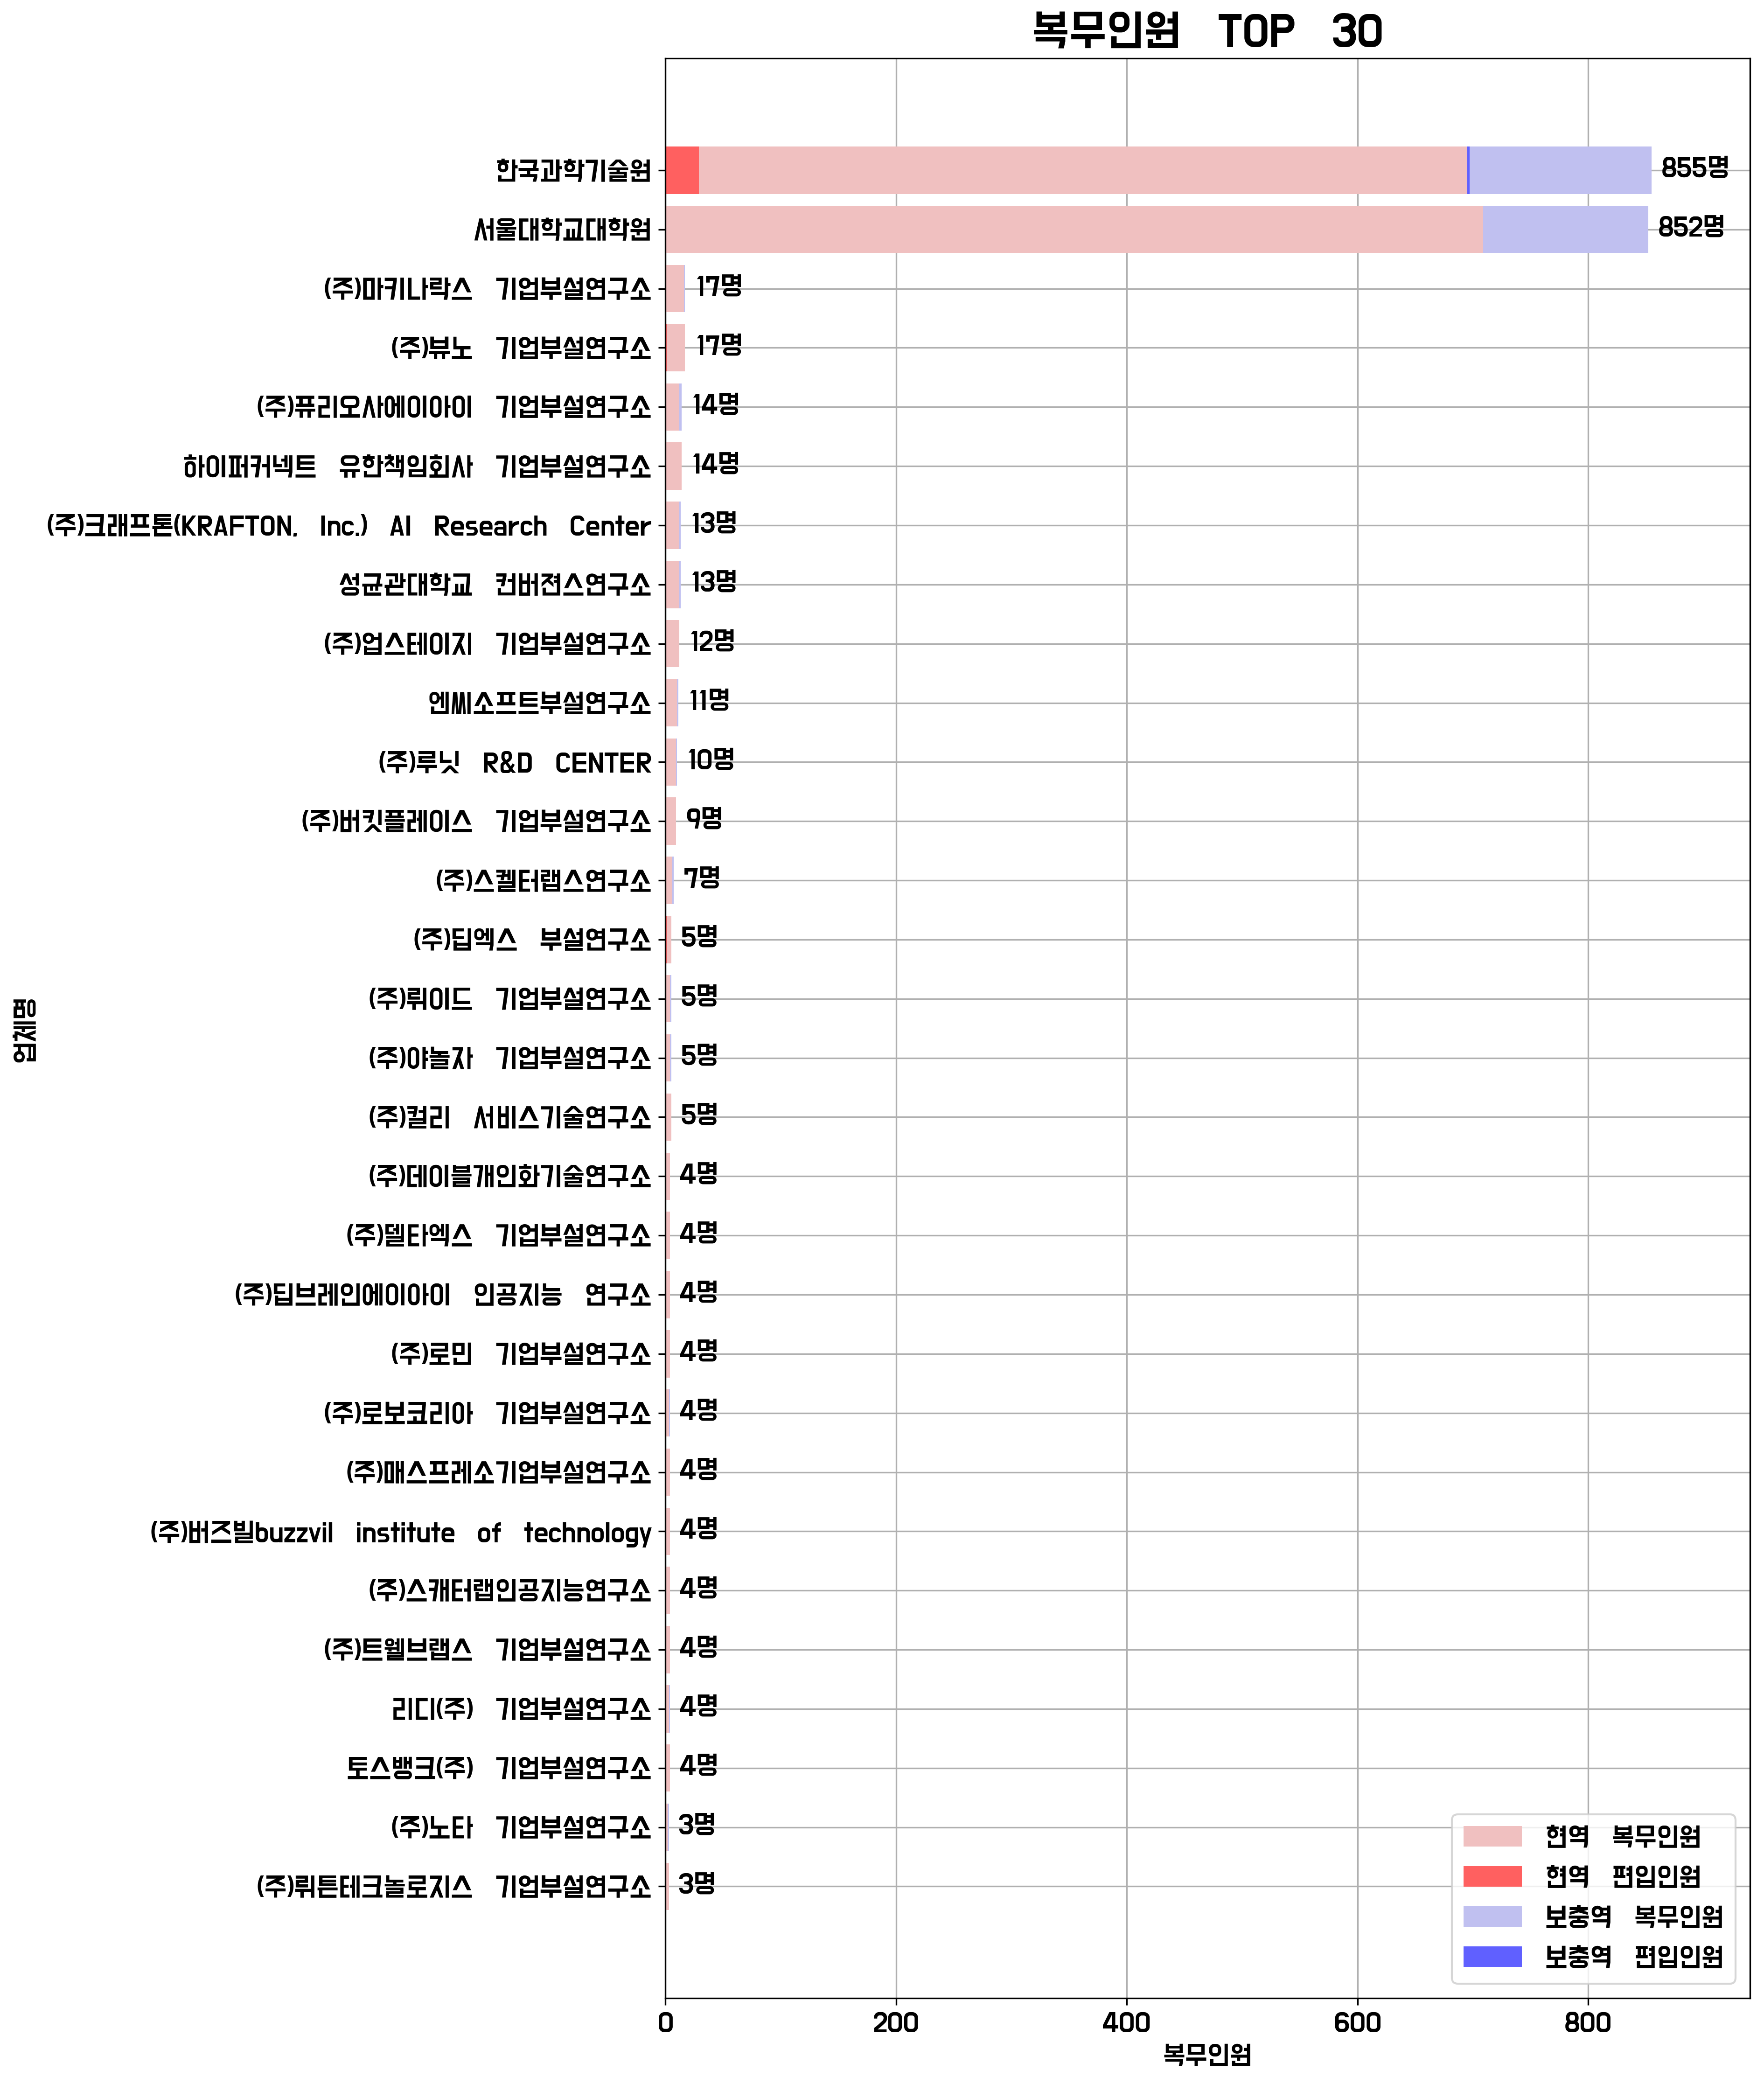 복무인원 TOP 30
한국과학기술원 855명
서울대학교대학원 852명
(주)마키나락스 기업부설연구소 17명
(주)뷰노 기업부설연구소 17명
(주)퓨리오사에이아이 기업부설연구소 14명
하이퍼커넥트 유한책임회사 기업부설연구소 14명
(주)크래프톤(KRAFTON, Inc.) AI Research Center 13명
성균관대학교 컨버젼스연구소 13명
(주)업스테이지 기업부설연구소 12명
엔씨소프트부설연구소 11명
(주)루닛 R&D CENTER 10명
(주)버킷플레이스 기업부설연구소 9명
(주)스켈터랩스연구소 7명
(주)딥엑스 부설연구소 5명
(주)뤼이드 기업부설연구소 5명
(주)야놀자 기업부설연구소 5명
(주)컬리 서비스기술연구소 5명
(주)데이블개인화기술연구소 4명
(주)델타엑스 기업부설연구소 4명
(주)딥브레인에이아이 인공지능 연구소 4명
(주)로민 기업부설연구소 4명
(주)로보코리아 기업부설연구소 4명
(주)매스프레소기업부설연구소 4명
(주)버즈빌buzzvil institute of technology 4명
(주)스캐터랩인공지능연구소 4명
(주)트웰브랩스 기업부설연구소 4명
리디(주) 기업부설연구소 4명
토스뱅크(주) 기업부설연구소 4명
(주)노타 기업부설연구소 3명
(주)뤼튼테크놀로지스 기업부설연구소 3명
업체명
0 200 400 600 800
복무인원
현역 복무인원
현역 편입인원
보충역 복무인원
보충역 편입인원